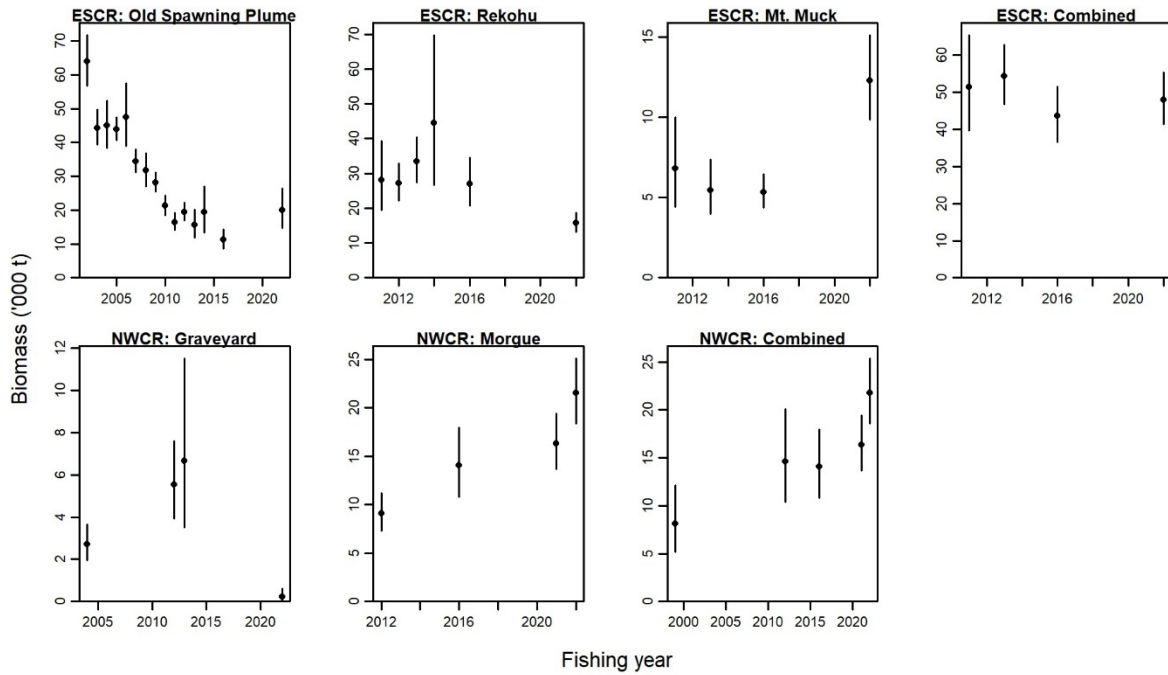 ESCR: Old Spawning Plume
ESCR: Rekohu
ESCR: Mt. Muck
ESCR: Combined
0 10 20 30 40 50 60 70
2005 2010 2015 2020
0 10 20 30 40 50 60 70
2012 2016 2020
0 5 10 15
2012 2016 2020
0 10 20 30 40 50 60
2012 2016 2020
Biomass ('000 t)
NWCR: Graveyard
NWCR: Morgue
NWCR: Combined
0 2 4 6 8 10 12
2005 2010 2015 2020
0 5 10 15 20 25
2012 2016 2020
0 5 10 15 20 25
2000 2005 2010 2015 2020
Fishing year